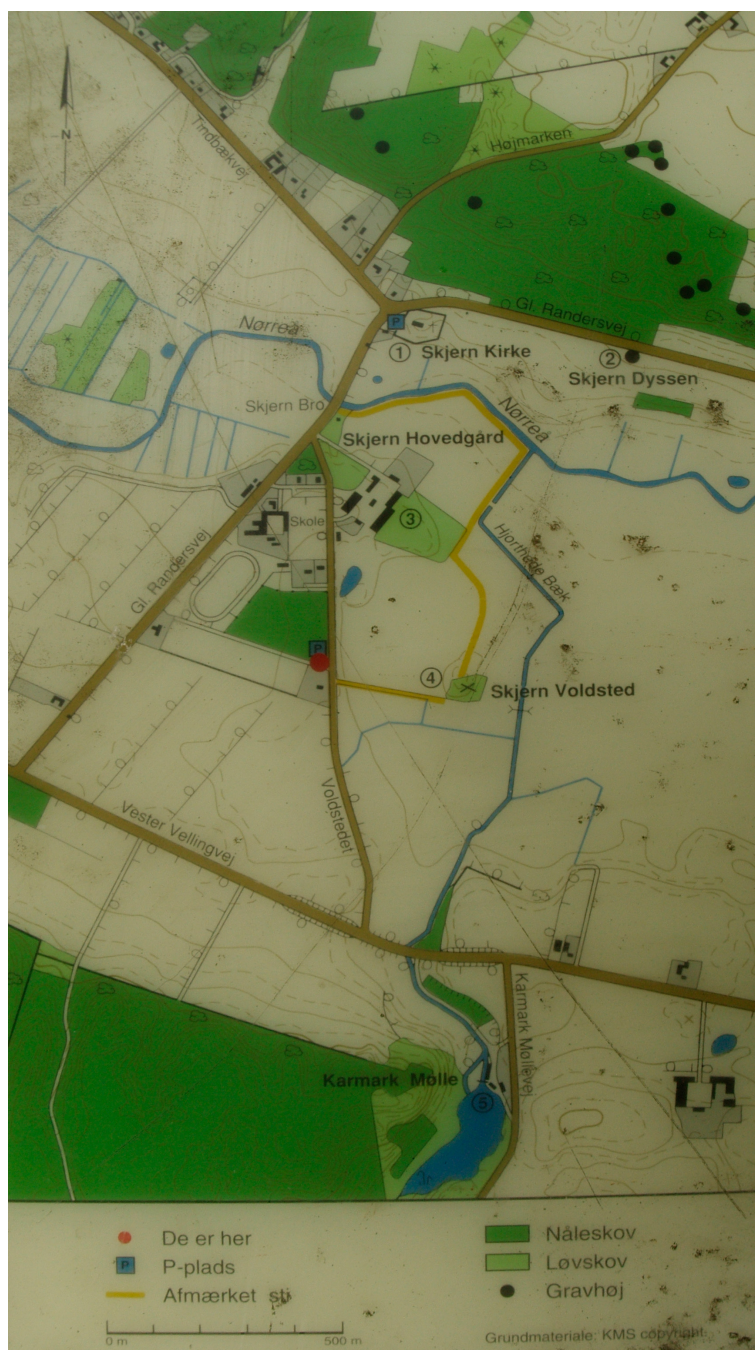 N
Tindbækvej
Højmarken
Nørreå
P
Gl. Randersvej
① Skjern Kirke
②
Skjern Dyssen
Skjern Bro
Nørreå
Skjern Hovedgård
③
Skole
Gl. Randersvej
Hjorthede Bæk
P
④
Skjern Voldsted
Voldstedet
Vester Vellingvej
Karmark Møllevej
Karmark Mølle
⑤
De er her
P P-plads
Afmærket sti
0 m 500 m
Nåleskov
Løvskov
Gravhøj
Grundmateriale: KMS copyright.